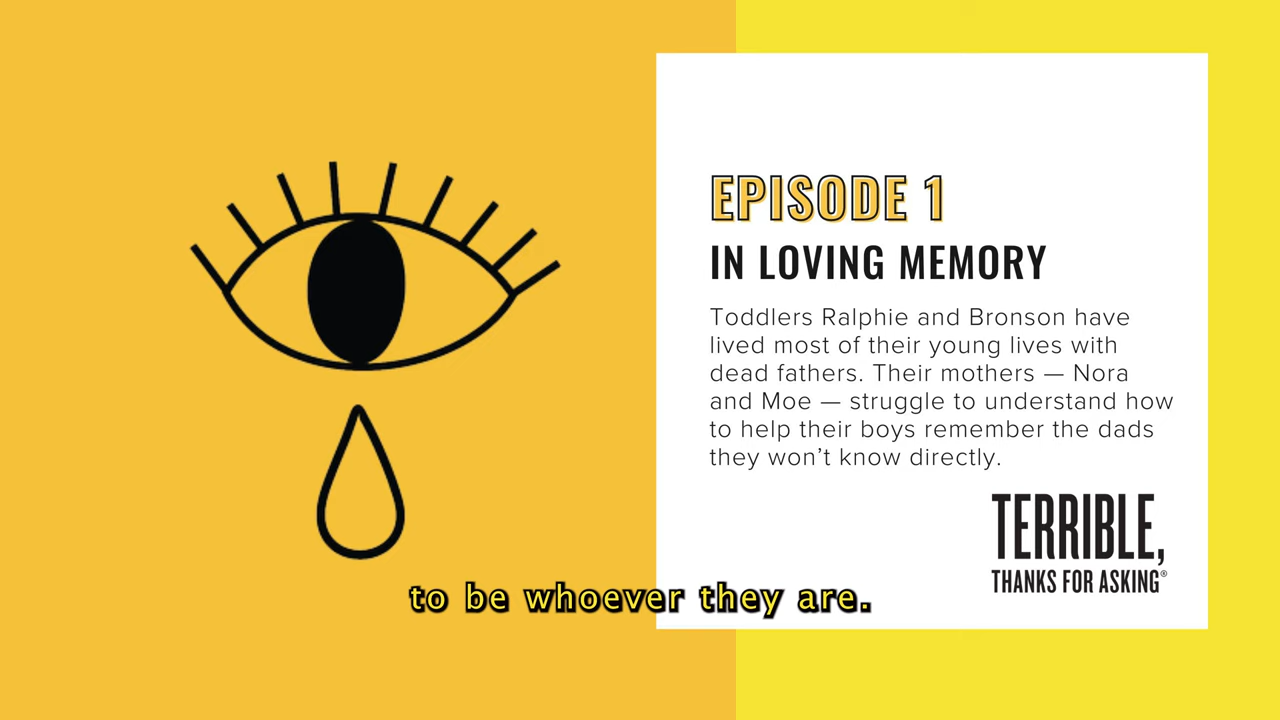 EPISODE 1
IN LOVING MEMORY
Toddlers Ralphie and Bronson have
lived most of their young lives with
dead fathers. Their mothers — Nora
and Moe — struggle to understand how
to help their boys remember the dads
they won’t know directly.
TERRIBLE,
THANKS FOR ASKING®
to be whoever they are.